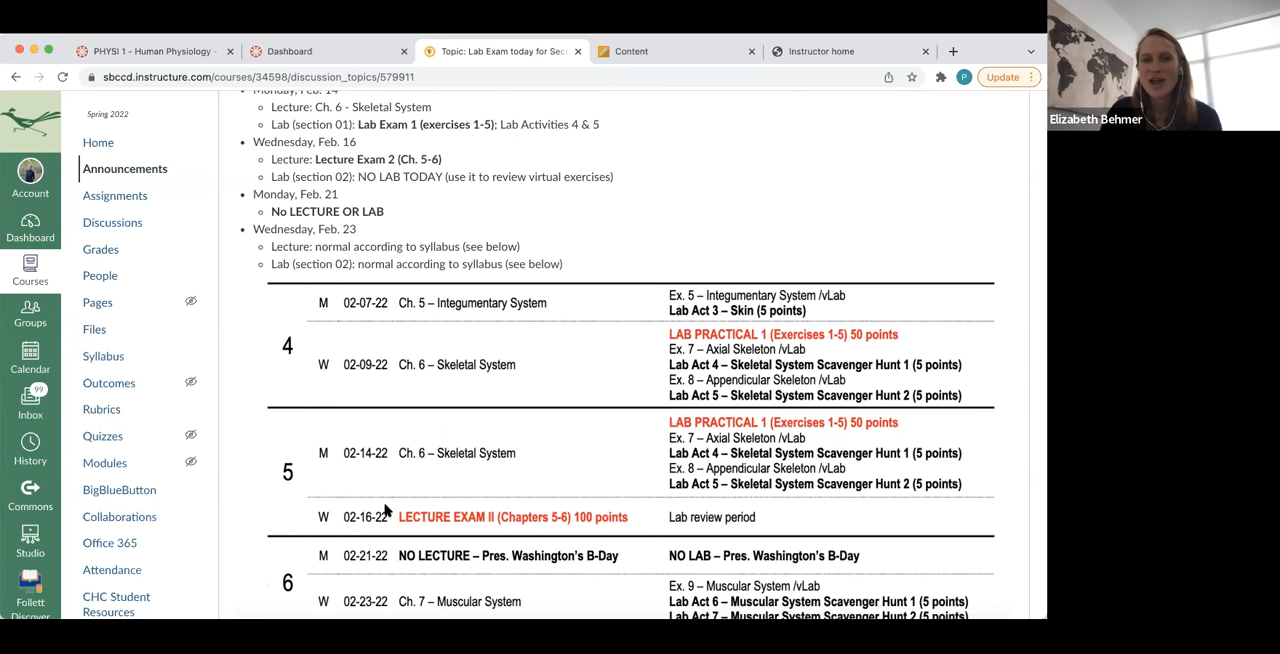 PHYSI 1 - Human Physiology -
Dashboard
Topic: Lab Exam today for Sec
Content
Instructor home
sbccd.instructure.com/courses/34598/discussion_topics/579911
P
Update
Elizabeth Behmer
Account
Dashboard
Courses
Groups
Calendar
99
Inbox
History
Commons
Studio
Follett
Discover
Spring 2022
Home
Announcements
Assignments
Discussions
Grades
People
Pages
Files
Syllabus
Outcomes
Rubrics
Quizzes
Modules
BigBlueButton
Collaborations
Office 365
Attendance
CHC Student
Resources
Monday, Feb. 14
Lecture: Ch. 6 - Skeletal System
Lab (section 01): Lab Exam 1 (exercises 1-5); Lab Activities 4 & 5
Wednesday, Feb. 16
Lecture: Lecture Exam 2 (Ch. 5-6)
Lab (section 02): NO LAB TODAY (use it to review virtual exercises)
Monday, Feb. 21
No LECTURE OR LAB
Wednesday, Feb. 23
Lecture: normal according to syllabus (see below)
Lab (section 02): normal according to syllabus (see below)
4
M 02-07-22 Ch. 5 – Integumentary System
Ex. 5 – Integumentary System /vLab
Lab Act 3 – Skin (5 points)
W 02-09-22 Ch. 6 – Skeletal System
LAB PRACTICAL 1 (Exercises 1-5) 50 points
Ex. 7 – Axial Skeleton /vLab
Lab Act 4 – Skeletal System Scavenger Hunt 1 (5 points)
Ex. 8 – Appendicular Skeleton /vLab
Lab Act 5 – Skeletal System Scavenger Hunt 2 (5 points)
5
M 02-14-22 Ch. 6 – Skeletal System
LAB PRACTICAL 1 (Exercises 1-5) 50 points
Ex. 7 – Axial Skeleton /vLab
Lab Act 4 – Skeletal System Scavenger Hunt 1 (5 points)
Ex. 8 – Appendicular Skeleton /vLab
Lab Act 5 – Skeletal System Scavenger Hunt 2 (5 points)
W 02-16-22 LECTURE EXAM II (Chapters 5-6) 100 points Lab review period
6
M 02-21-22 NO LECTURE – Pres. Washington's B-Day NO LAB – Pres. Washington's B-Day
W 02-23-22 Ch. 7 – Muscular System
Ex. 9 – Muscular System /vLab
Lab Act 6 – Muscular System Scavenger Hunt 1 (5 points)
Lab Act 7 – Muscular System Scavenger Hunt 2 (5 points)